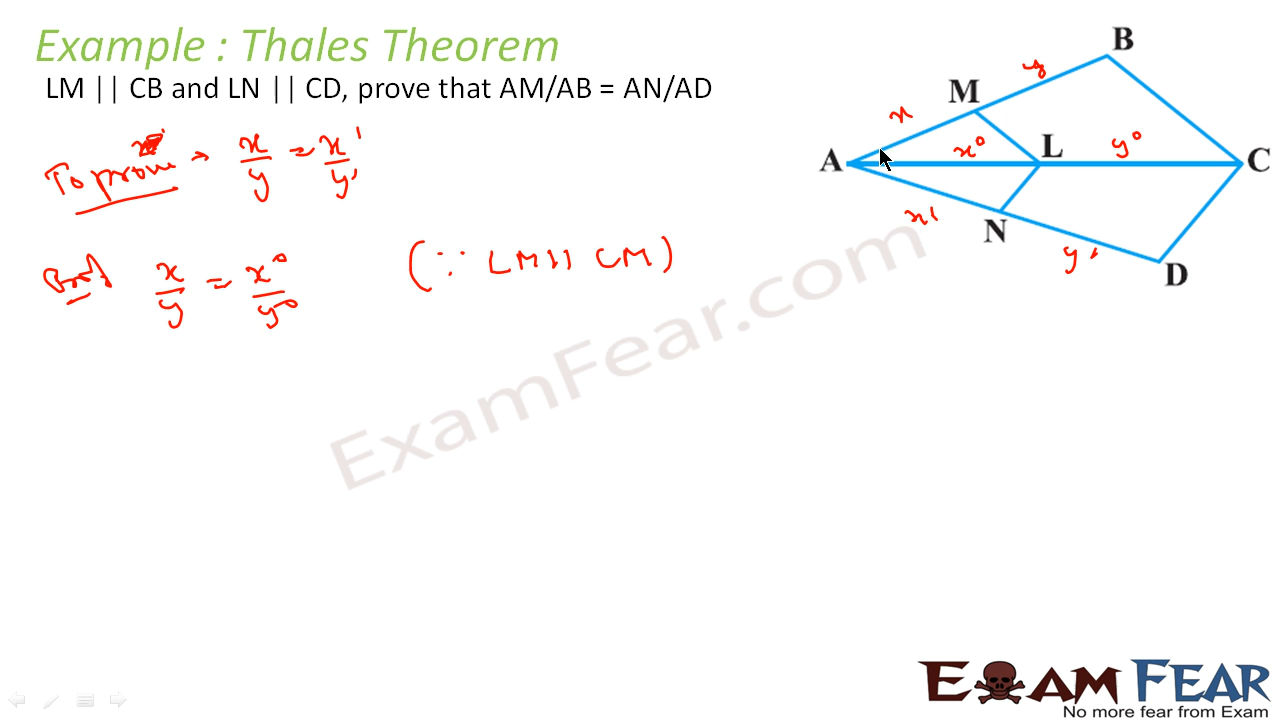 Example : Thales Theorem
LM || CB and LN || CD, prove that AM/AB = AN/AD
To prove → x/y = x'/y'
Proof x/y = x°/y° (∵ LM || CM)
B
y
M
x
A
x°
L
y°
C
x'
N
y'
D
ExamFear.com
EXAM FEAR
No more fear from Exam